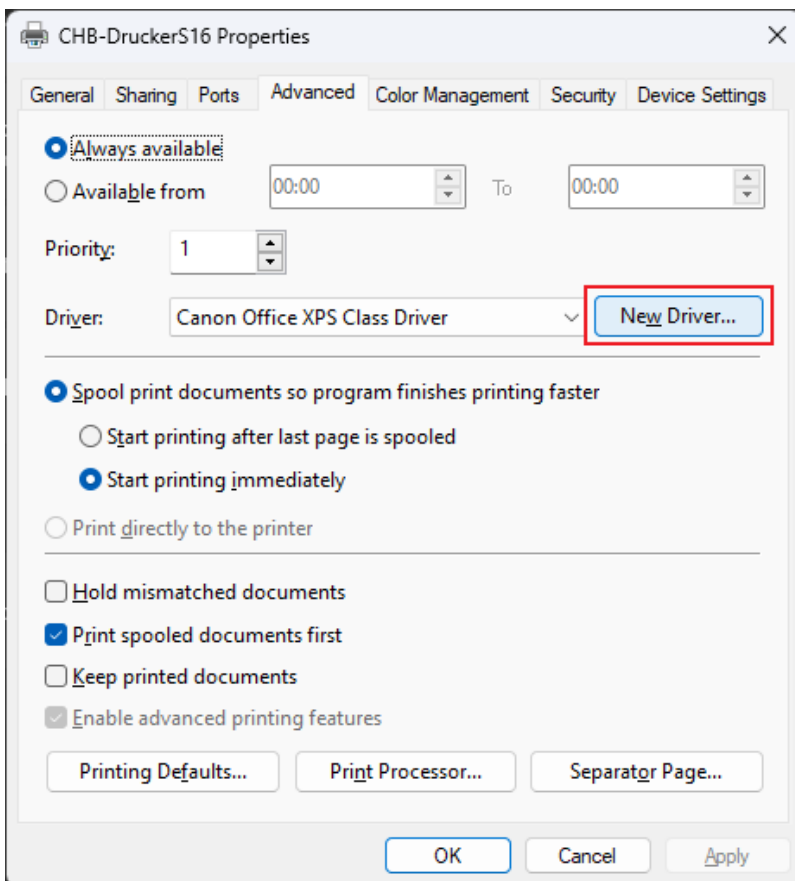 CHB-DruckerS16 Properties
General Sharing Ports Advanced Color Management Security Device Settings
Always available
Available from 00:00 To 00:00
Priority: 1
Driver: Canon Office XPS Class Driver New Driver...
Spool print documents so program finishes printing faster
Start printing after last page is spooled
Start printing immediately
Print directly to the printer
Hold mismatched documents
Print spooled documents first
Keep printed documents
Enable advanced printing features
Printing Defaults... Print Processor... Separator Page...
OK Cancel Apply